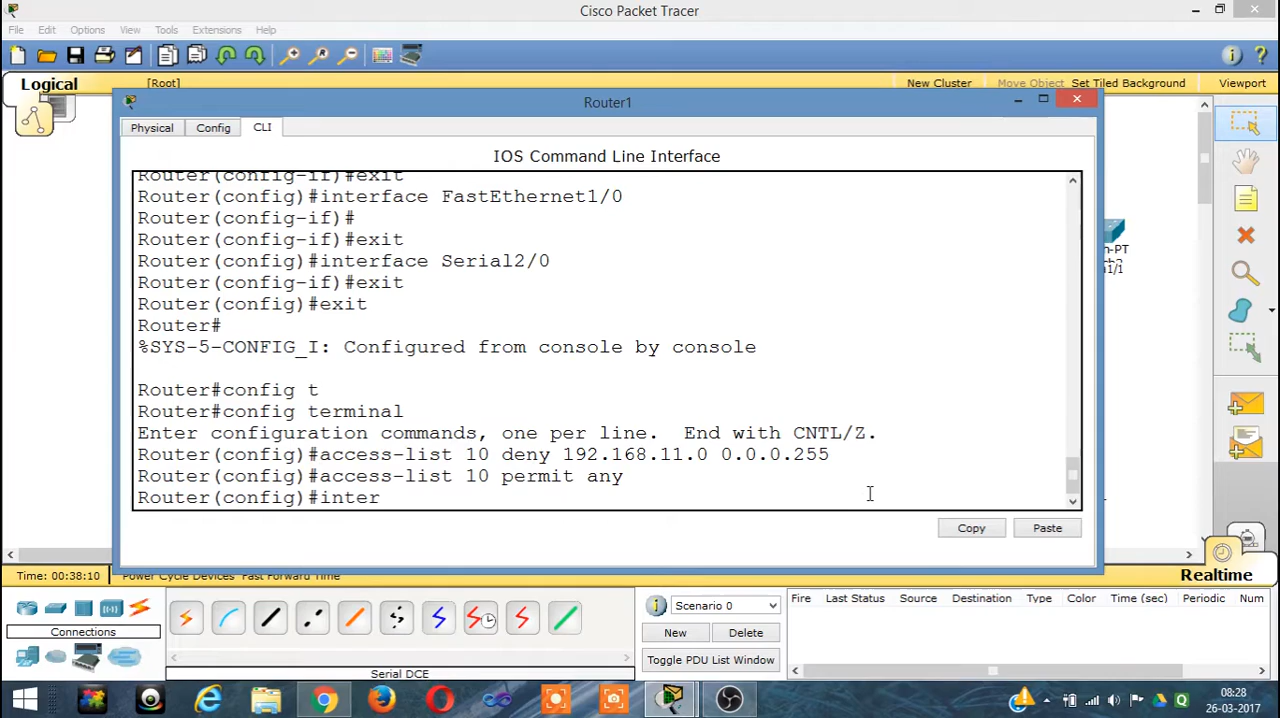 Cisco Packet Tracer
File Edit Options View Tools Extensions Help
Logical [Root] New Cluster Move Object Set Tiled Background Viewport
Router1
Physical Config CLI
IOS Command Line Interface
Router(config-if)#exit
Router(config)#interface FastEthernet1/0
Router(config-if)#
Router(config-if)#exit
Router(config)#interface Serial2/0
Router(config-if)#exit
Router(config)#exit
Router#
%SYS-5-CONFIG_I: Configured from console by console
Router#config t
Router#config terminal
Enter configuration commands, one per line.  End with CNTL/Z.
Router(config)#access-list 10 deny 192.168.11.0 0.0.0.255
Router(config)#access-list 10 permit any
Router(config)#inter
Copy Paste
n-PT
1/1
Time: 00:38:10 Power Cycle Devices Fast Forward Time Realtime
Connections
Serial DCE
Scenario 0
New Delete
Toggle PDU List Window
Fire Last Status Source Destination Type Color Time (sec) Periodic Num
08:28
26-03-2017